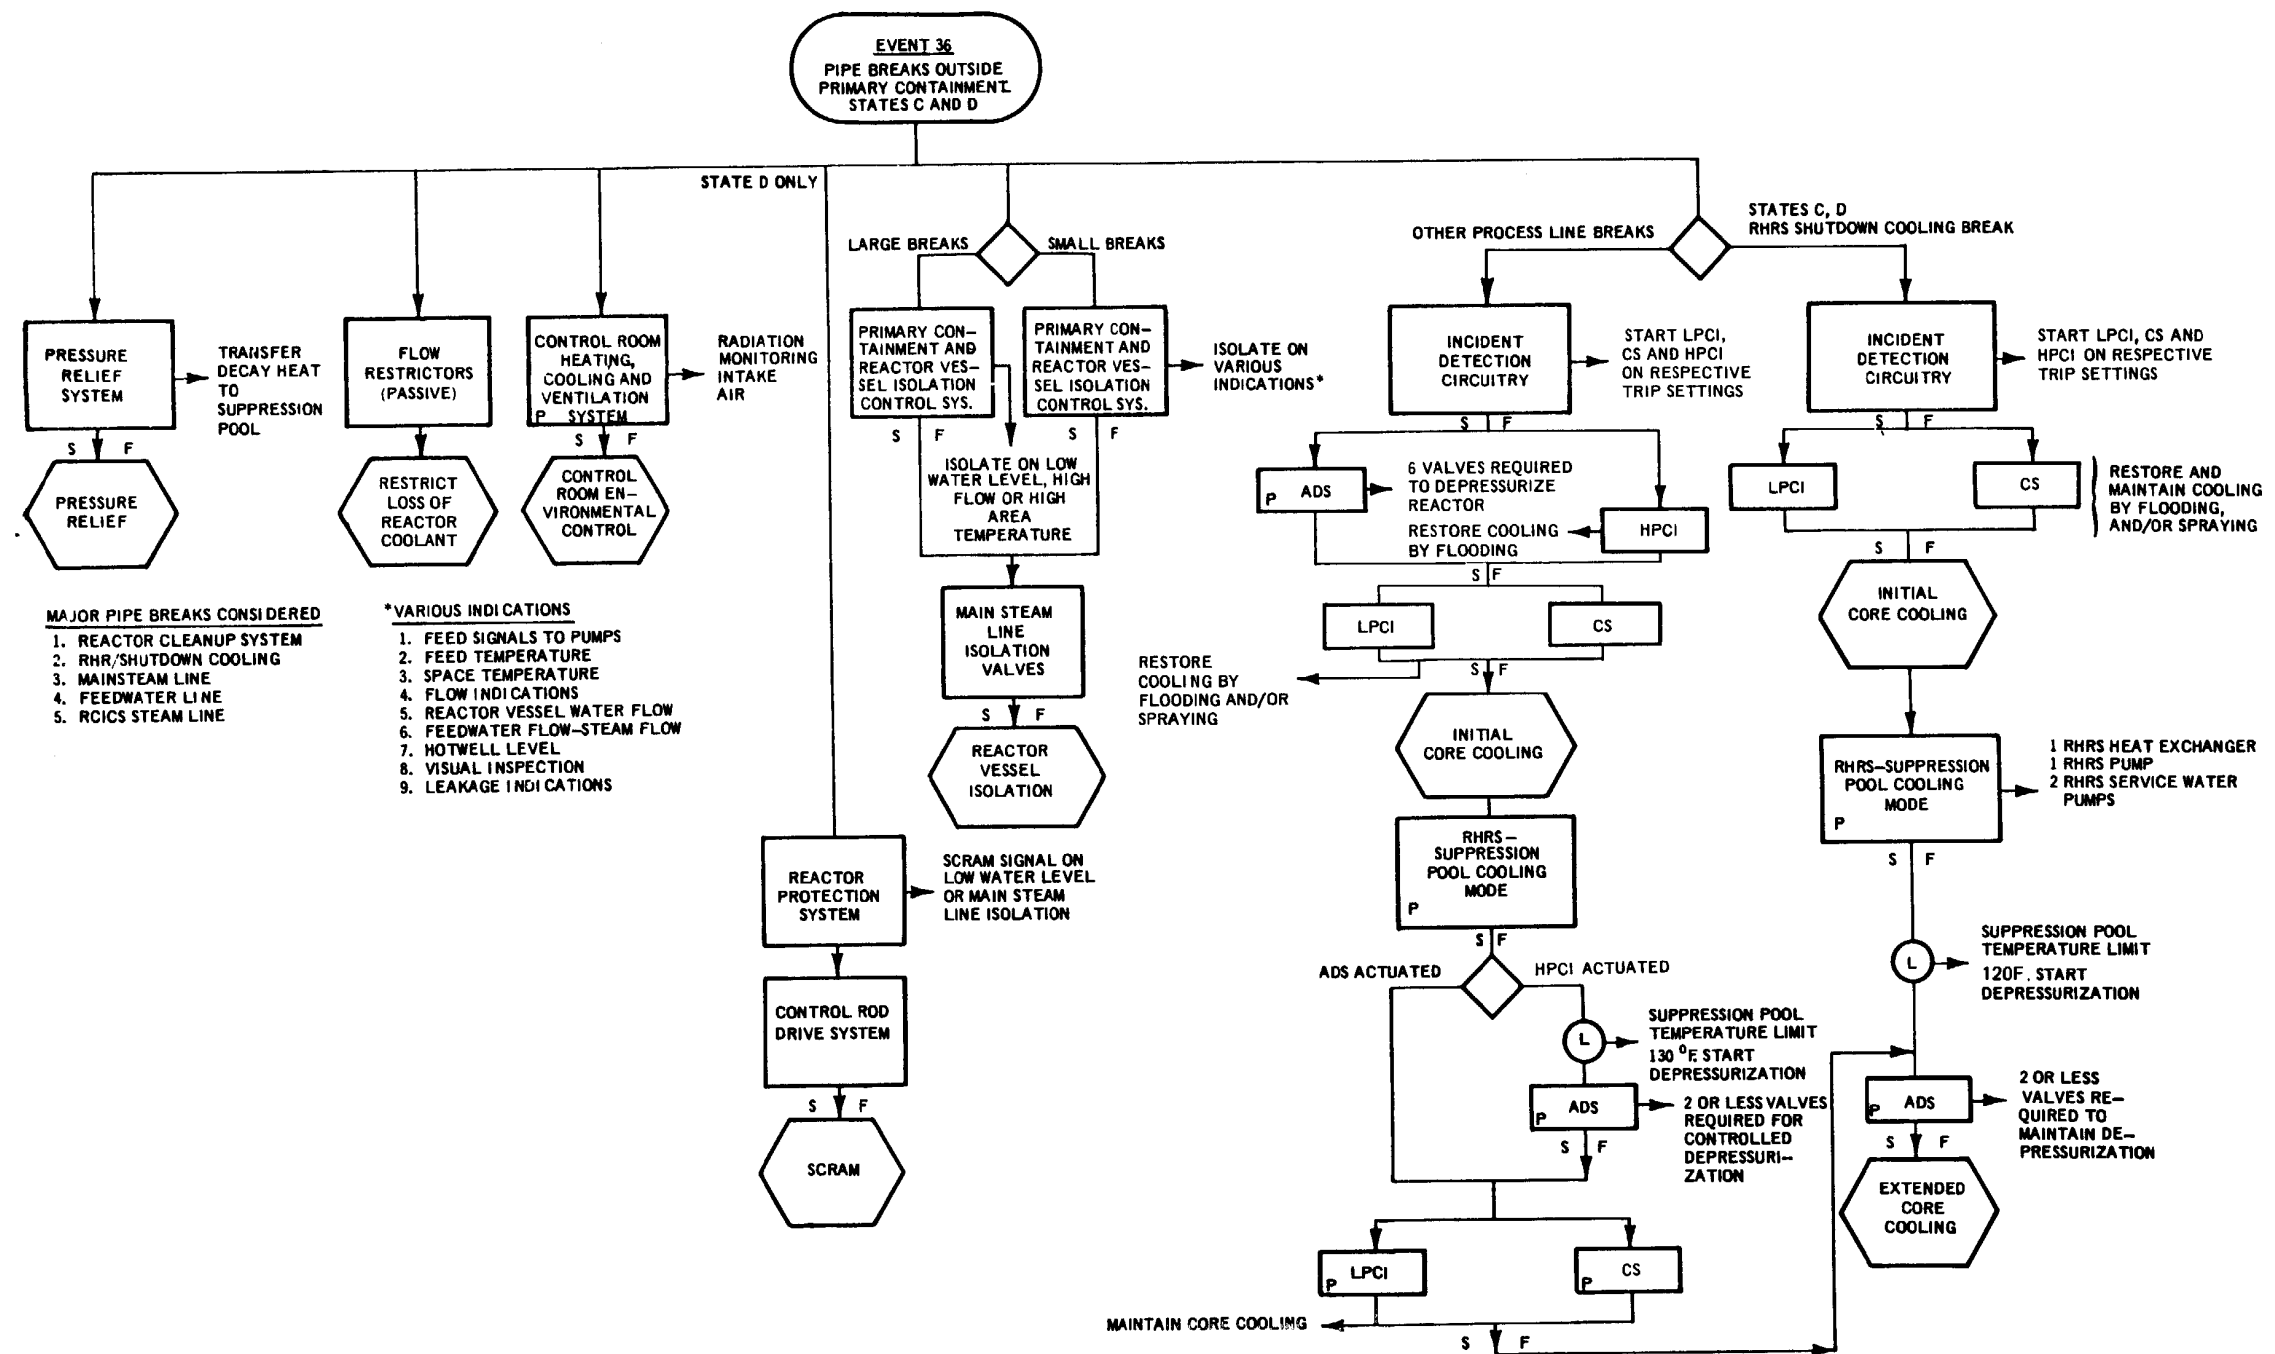 EVENT 36
PIPE BREAKS OUTSIDE
PRIMARY CONTAINMENT
STATES C AND D
STATE D ONLY
PRESSURE
RELIEF
SYSTEM
TRANSFER
DECAY HEAT
TO
SUPPRESSION
POOL
S F
PRESSURE
RELIEF
FLOW
RESTRICTORS
(PASSIVE)
RESTRICT
LOSS OF
REACTOR
COOLANT
CONTROL ROOM
HEATING,
COOLING AND
VENTILATION
P SYSTEM
RADIATION
MONITORING
INTAKE
AIR
S F
CONTROL
ROOM EN-
VIRONMENTAL
CONTROL
MAJOR PIPE BREAKS CONSIDERED
1. REACTOR CLEANUP SYSTEM
2. RHR/SHUTDOWN COOLING
3. MAINSTEAM LINE
4. FEEDWATER LINE
5. RCICS STEAM LINE
*VARIOUS INDICATIONS
1. FEED SIGNALS TO PUMPS
2. FEED TEMPERATURE
3. SPACE TEMPERATURE
4. FLOW INDICATIONS
5. REACTOR VESSEL WATER FLOW
6. FEEDWATER FLOW-STEAM FLOW
7. HOTWELL LEVEL
8. VISUAL INSPECTION
9. LEAKAGE INDICATIONS
REACTOR
PROTECTION
SYSTEM
SCRAM SIGNAL ON
LOW WATER LEVEL
OR MAIN STEAM
LINE ISOLATION
CONTROL ROD
DRIVE SYSTEM
S F
SCRAM
LARGE BREAKS
SMALL BREAKS
PRIMARY CON-
TAINMENT AND
REACTOR VES-
SEL ISOLATION
CONTROL SYS.
S F
PRIMARY CON-
TAINMENT AND
REACTOR VES-
SEL ISOLATION
CONTROL SYS.
S F
ISOLATE ON
VARIOUS
INDICATIONS*
ISOLATE ON LOW
WATER LEVEL, HIGH
FLOW OR HIGH
AREA
TEMPERATURE
MAIN STEAM
LINE
ISOLATION
VALVES
S F
REACTOR
VESSEL
ISOLATION
OTHER PROCESS LINE BREAKS
STATES C, D
RHRS SHUTDOWN COOLING BREAK
INCIDENT
DETECTION
CIRCUITRY
START LPCI,
CS AND HPCI
ON RESPECTIVE
TRIP SETTINGS
S F
P ADS
6 VALVES REQUIRED
TO DEPRESSURIZE
REACTOR
RESTORE COOLING
BY FLOODING
HPCI
S F
LPCI
CS
RESTORE
COOLING BY
FLOODING AND/OR
SPRAYING
S F
INITIAL
CORE COOLING
RHRS-
SUPPRESSION
POOL COOLING
MODE
P
S F
ADS ACTUATED
HPCI ACTUATED
L
SUPPRESSION POOL
TEMPERATURE LIMIT
130 °F. START
DEPRESSURIZATION
P ADS
2 OR LESS VALVES
REQUIRED FOR
CONTROLLED
DEPRESSURI-
ZATION
S F
P LPCI
P CS
MAINTAIN CORE COOLING
S F
INCIDENT
DETECTION
CIRCUITRY
START LPCI, CS AND
HPCI ON RESPECTIVE
TRIP SETTINGS
S F
LPCI
CS
RESTORE AND
MAINTAIN COOLING
BY FLOODING,
AND/OR SPRAYING
S F
INITIAL
CORE COOLING
RHRS-SUPPRESSION
POOL COOLING
MODE
P
1 RHRS HEAT EXCHANGER
1 RHRS PUMP
2 RHRS SERVICE WATER
PUMPS
S F
L
SUPPRESSION POOL
TEMPERATURE LIMIT
120F. START
DEPRESSURIZATION
P ADS
2 OR LESS
VALVES RE-
QUIRED TO
MAINTAIN DE-
PRESSURIZATION
S F
EXTENDED
CORE
COOLING